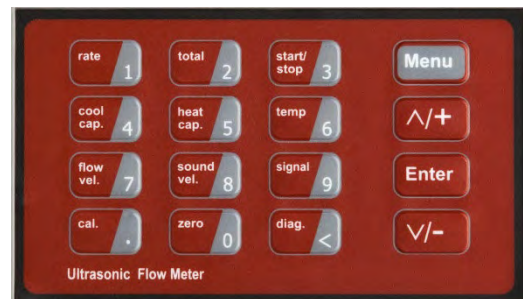 rate 1 total 2 start/ stop 3 Menu
cool cap. 4 heat cap. 5 temp 6 ∧/+
flow vel. 7 sound vel. 8 signal 9 Enter
cal. . zero 0 diag. < ∨/-
Ultrasonic Flow Meter